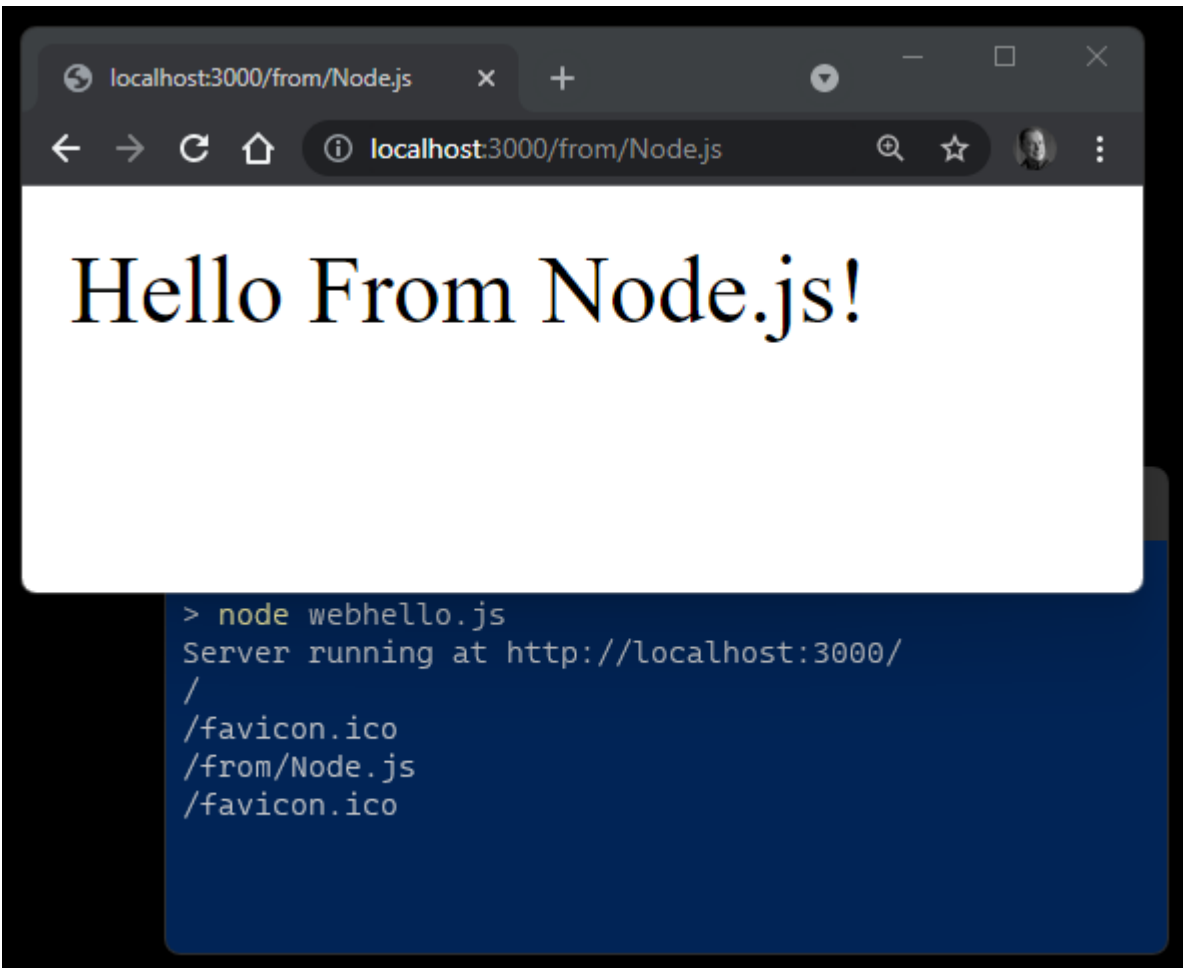 localhost:3000/from/Node.js
localhost:3000/from/Node.js
Hello From Node.js!
> node webhello.js
Server running at http://localhost:3000/
/
/favicon.ico
/from/Node.js
/favicon.ico